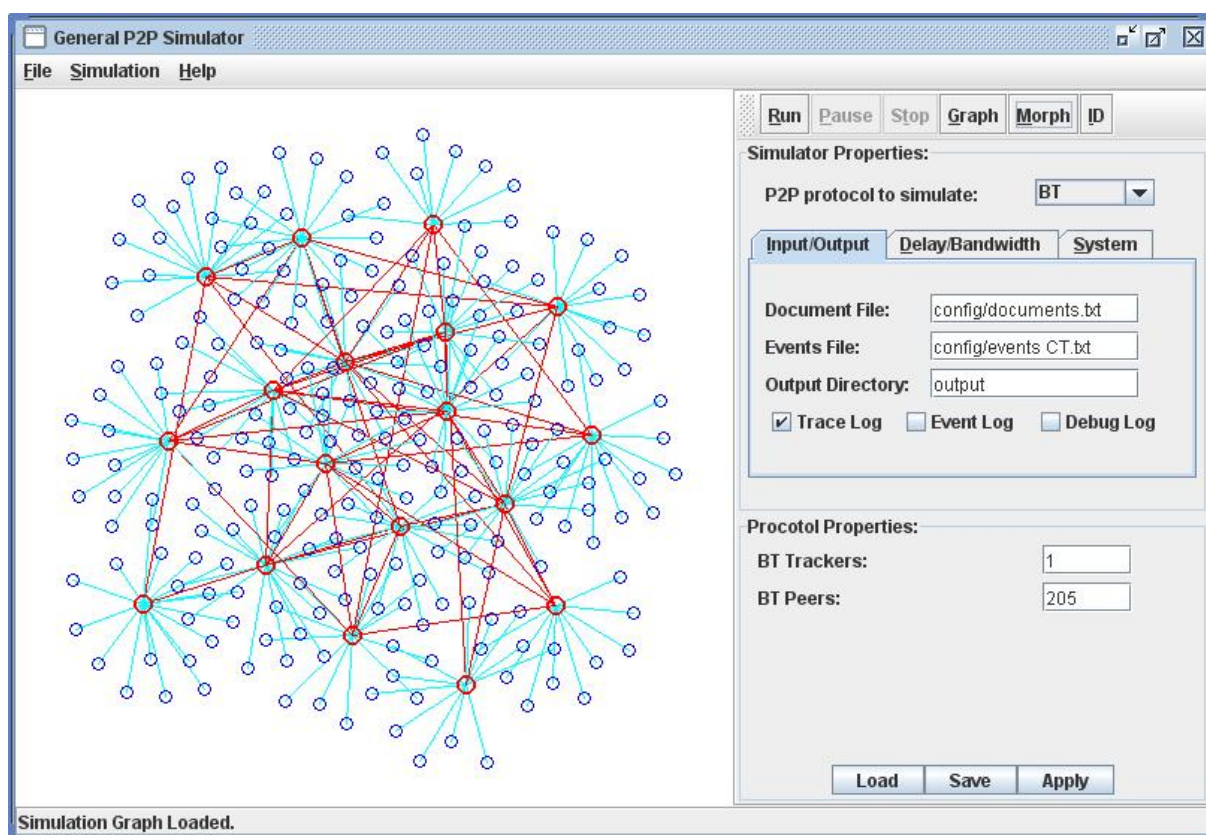 General P2P Simulator
File Simulation Help
Run Pause Stop Graph Morph ID
Simulator Properties:
P2P protocol to simulate: BT
Input/Output Delay/Bandwidth System
Document File: config/documents.txt
Events File: config/events CT.txt
Output Directory: output
Trace Log Event Log Debug Log
Procotol Properties:
BT Trackers: 1
BT Peers: 205
Load Save Apply
Simulation Graph Loaded.